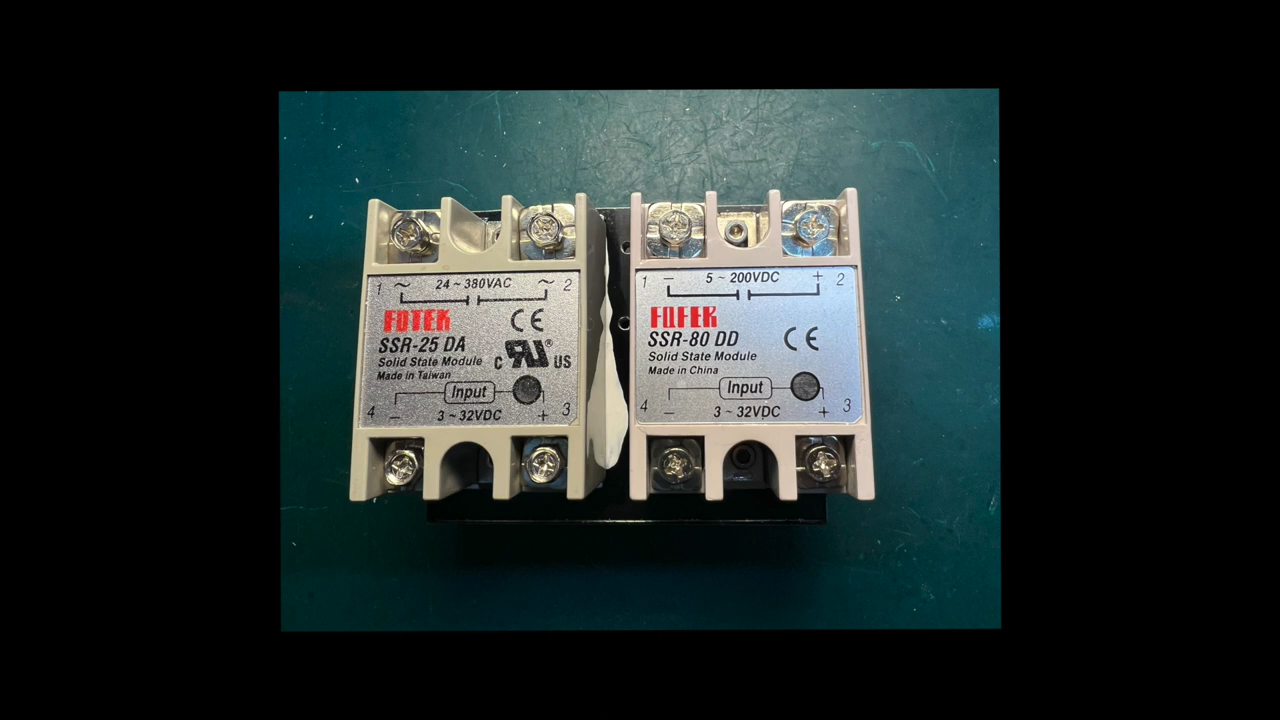 1 ~ 24 ~ 380VAC ~ 2
FOTEK
CE
SSR-25 DA
Solid State Module
Made in Taiwan
C RU® US
Input
4 − 3 ~ 32VDC + 3
1 − 5 ~ 200VDC + 2
FQFER
CE
SSR-80 DD
Solid State Module
Made in China
Input
4 − 3 ~ 32VDC + 3